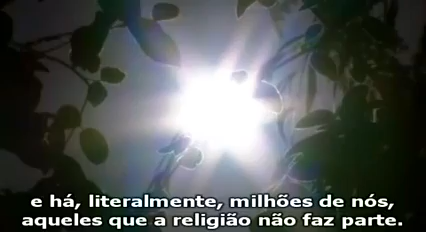 e há, literalmente, milhões de nós,
aqueles que a religião não faz parte.